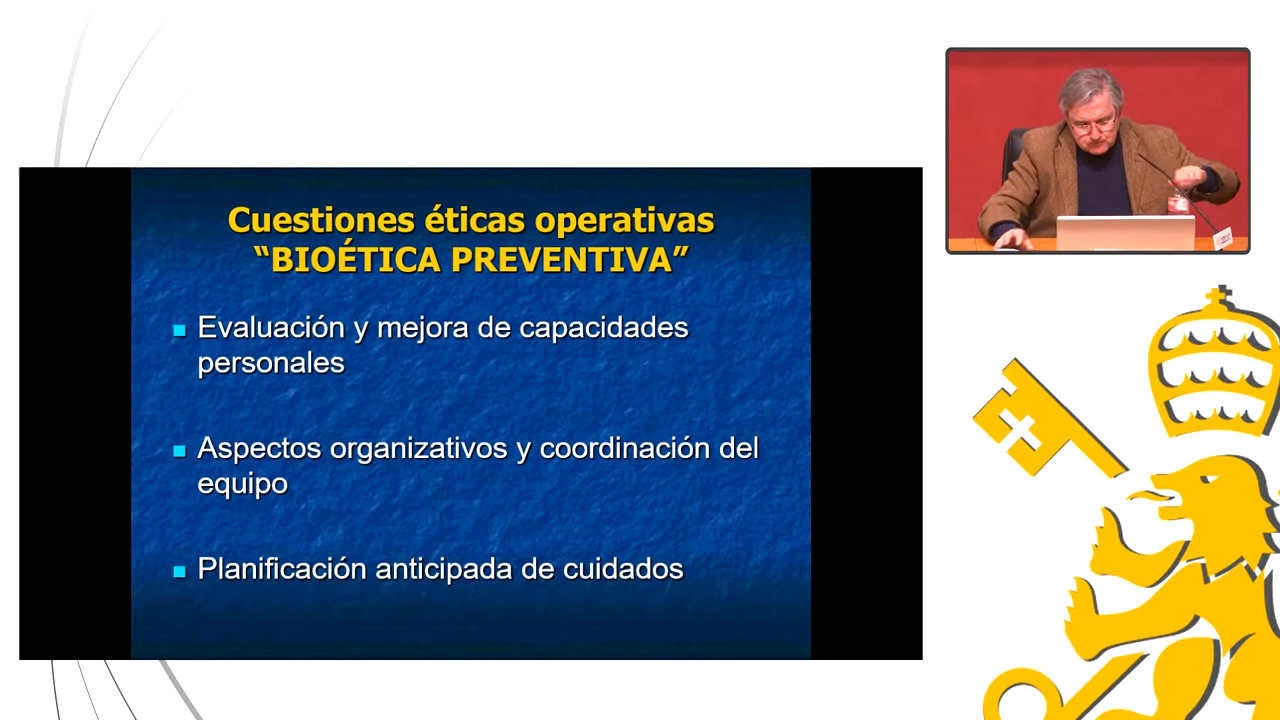 Cuestiones éticas operativas
“BIOÉTICA PREVENTIVA”
Evaluación y mejora de capacidades
personales
Aspectos organizativos y coordinación del
equipo
Planificación anticipada de cuidados